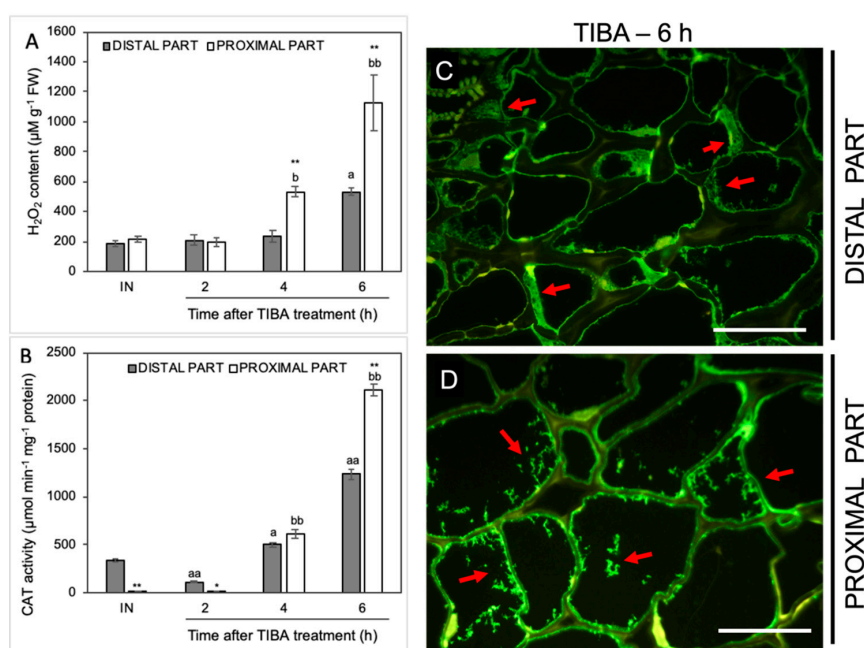 A
DISTAL PART PROXIMAL PART
H₂O₂ content (µM g⁻¹ FW)
1600
1400
1200
1000
800
600
400
200
0
**
b
a
**
bb
IN 2 4 6
Time after TIBA treatment (h)
B
DISTAL PART PROXIMAL PART
CAT activity (µmol min⁻¹ mg⁻¹ protein)
2500
2000
1500
1000
500
0
**
aa
*
a
bb
aa
**
bb
IN 2 4 6
Time after TIBA treatment (h)
TIBA – 6 h
C
DISTAL PART
D
PROXIMAL PART